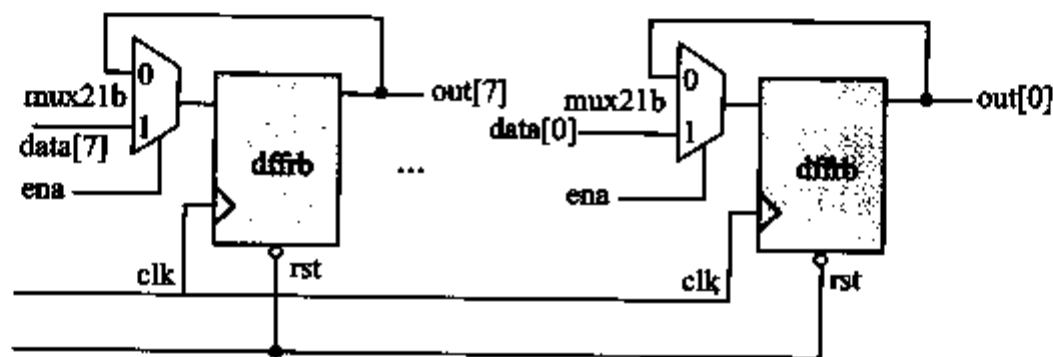 0
mux21b
1
data[7]
ena
dffrb
out[7]
...
clk
rst
0
mux21b
data[0]
1
ena
dffrb
out[0]
clk
rst